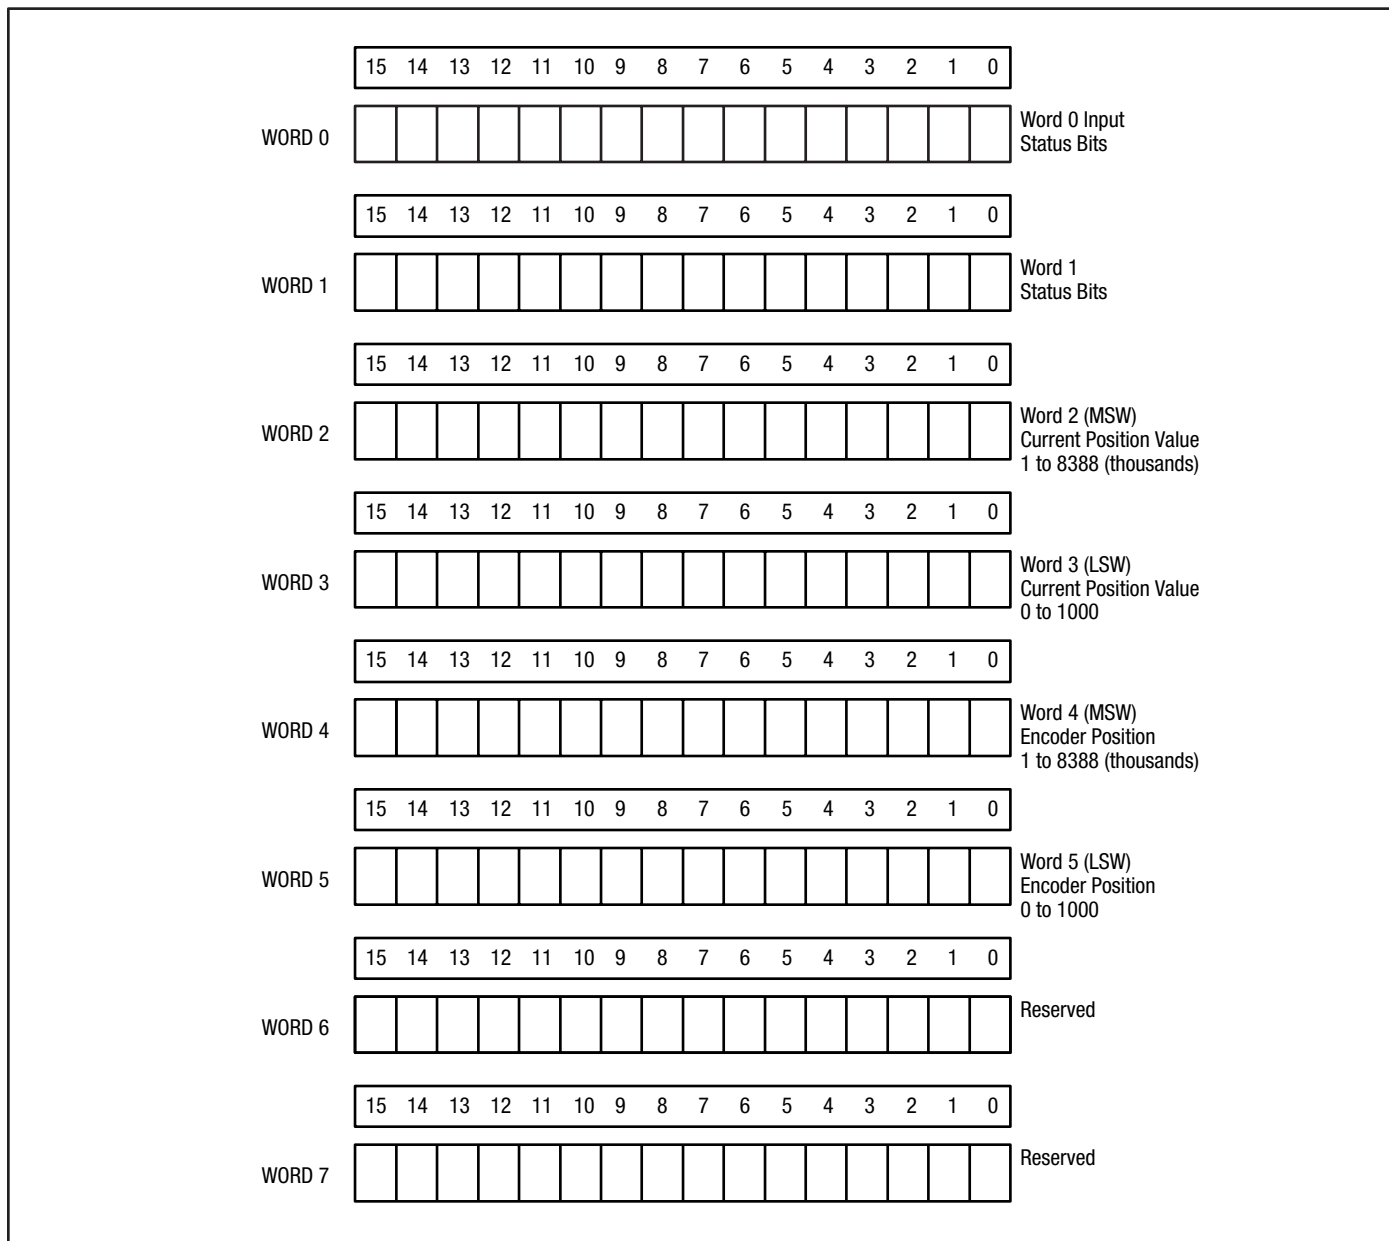 15 14 13 12 11 10 9 8 7 6 5 4 3 2 1 0
WORD 0
Word 0 Input
Status Bits
15 14 13 12 11 10 9 8 7 6 5 4 3 2 1 0
WORD 1
Word 1
Status Bits
15 14 13 12 11 10 9 8 7 6 5 4 3 2 1 0
WORD 2
Word 2 (MSW)
Current Position Value
1 to 8388 (thousands)
15 14 13 12 11 10 9 8 7 6 5 4 3 2 1 0
WORD 3
Word 3 (LSW)
Current Position Value
0 to 1000
15 14 13 12 11 10 9 8 7 6 5 4 3 2 1 0
WORD 4
Word 4 (MSW)
Encoder Position
1 to 8388 (thousands)
15 14 13 12 11 10 9 8 7 6 5 4 3 2 1 0
WORD 5
Word 5 (LSW)
Encoder Position
0 to 1000
15 14 13 12 11 10 9 8 7 6 5 4 3 2 1 0
WORD 6
Reserved
15 14 13 12 11 10 9 8 7 6 5 4 3 2 1 0
WORD 7
Reserved